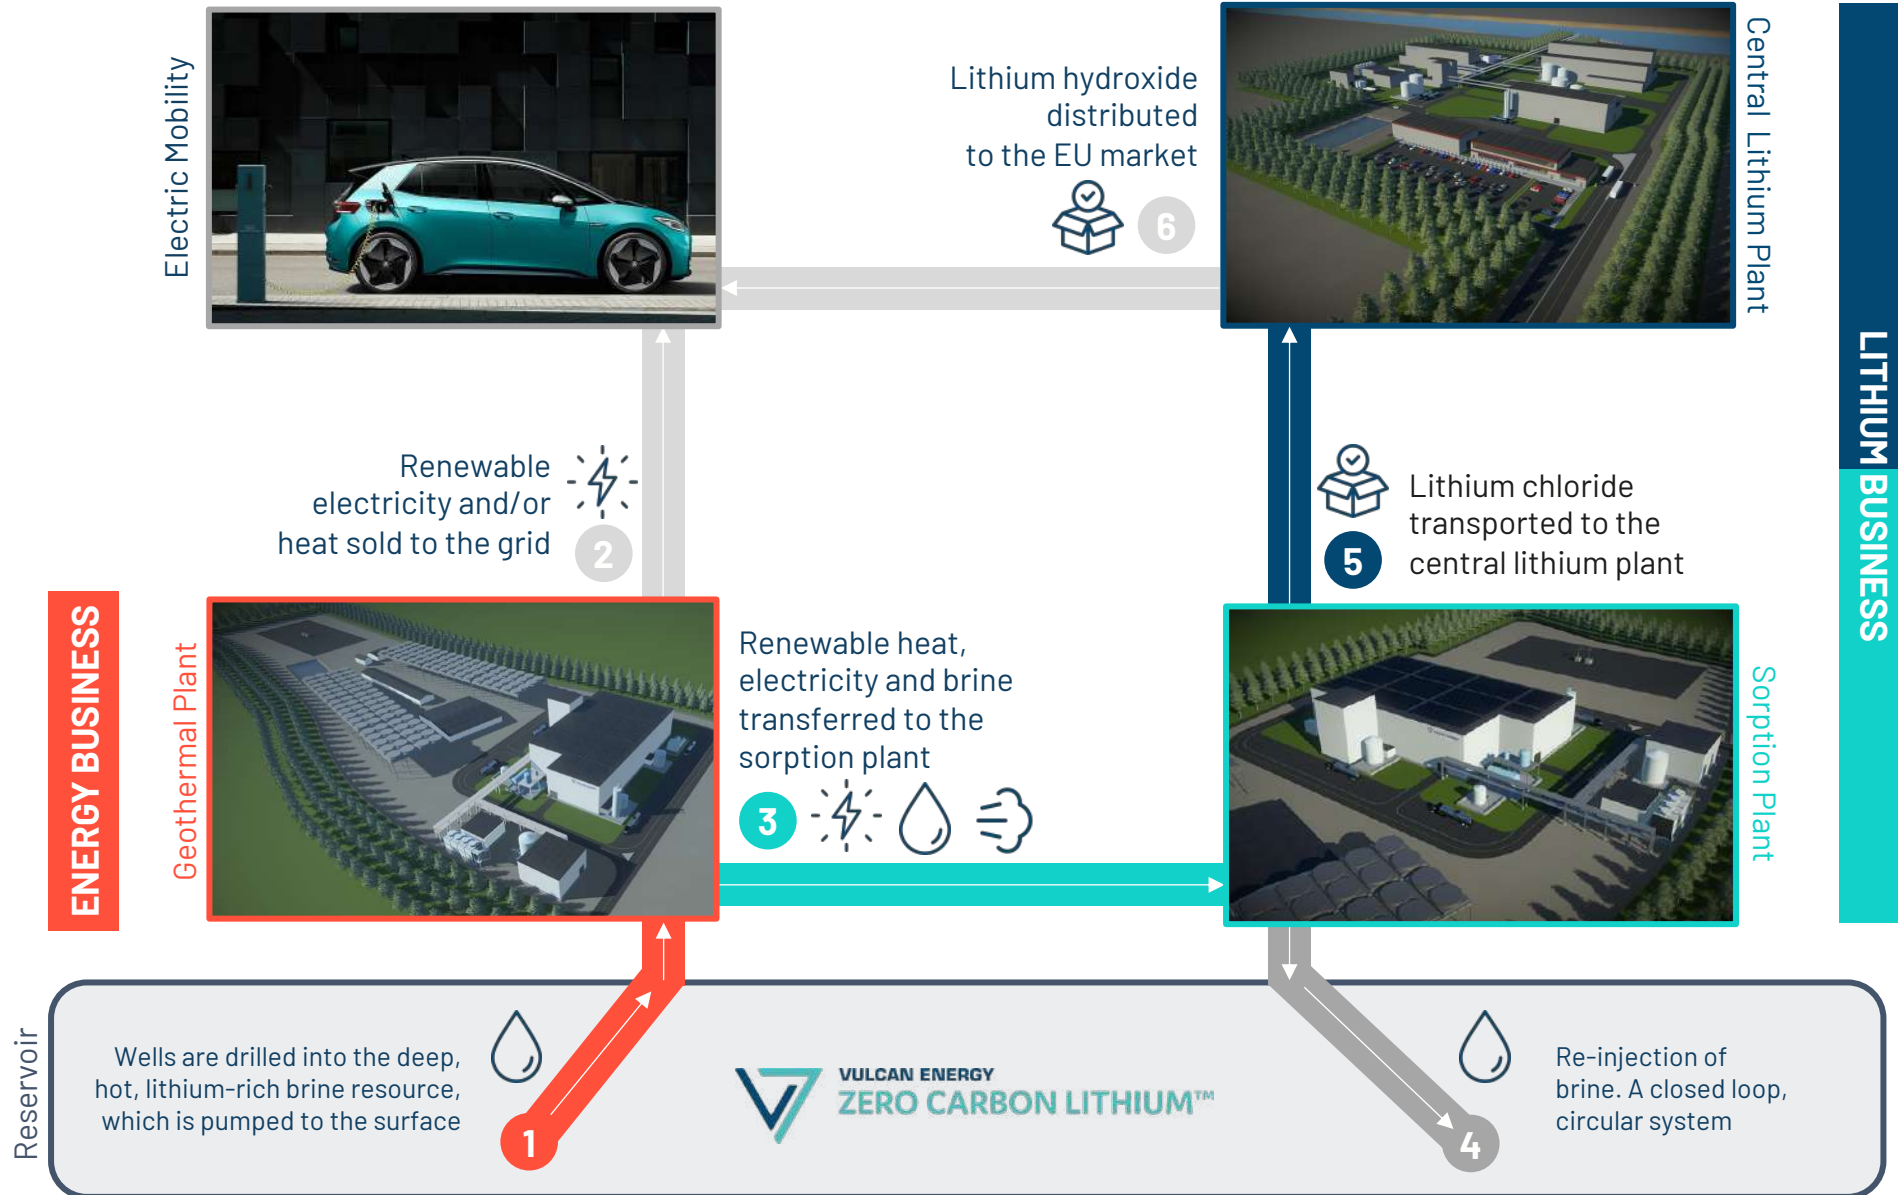 Electric Mobility
Lithium hydroxide
distributed
to the EU market
6
Central Lithium Plant
LITHIUM BUSINESS
Renewable
electricity and/or
heat sold to the grid
2
Lithium chloride
transported to the
central lithium plant
5
ENERGY BUSINESS
Geothermal Plant
Renewable heat,
electricity and brine
transferred to the
sorption plant
3
Sorption Plant
Reservoir
Wells are drilled into the deep,
hot, lithium-rich brine resource,
which is pumped to the surface
1
VULCAN ENERGY
ZERO CARBON LITHIUM™
4
Re-injection of
brine. A closed loop,
circular system